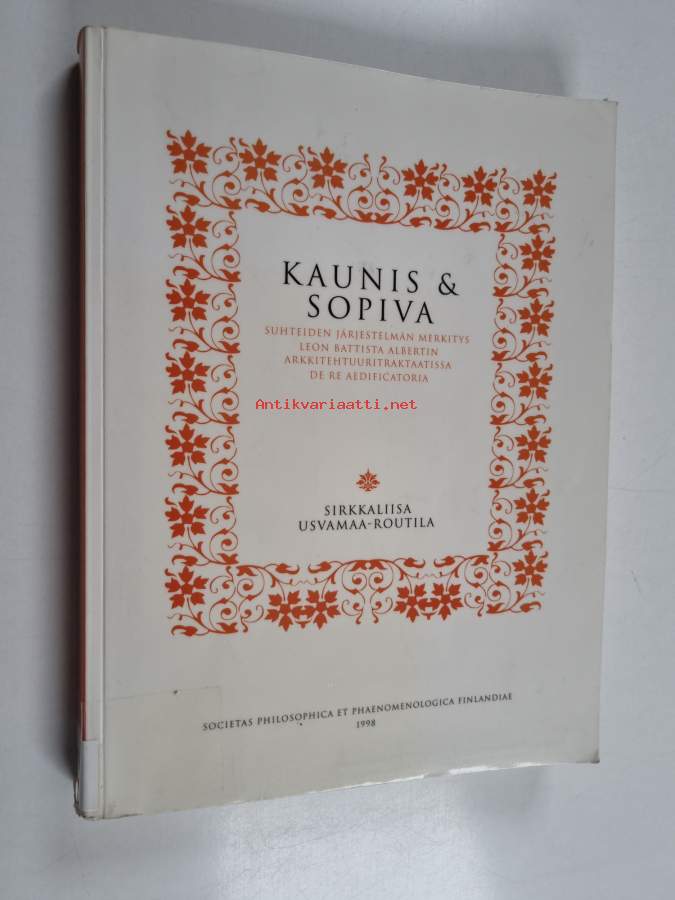 KAUNIS &
SOPIVA
SUHTEIDEN JÄRJESTELMÄN MERKITYS
LEON BATTISTA ALBERTIN
ARKKITEHTUURITRAKTAATISSA
DE RE AEDIFICATORIA
Antikvariaatti.net
SIRKKALIISA
USVAMAA-ROUTILA
SOCIETAS PHILOSOPHICA ET PHAENOMENOLOGICA FINLANDIAE
1998